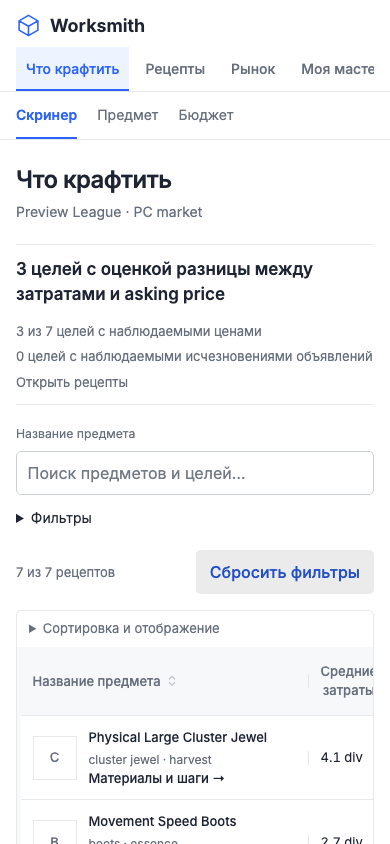 Worksmith
Что крафтить Рецепты Рынок Моя масте
Скринер Предмет Бюджет
Что крафтить
Preview League · PC market
3 целей с оценкой разницы между
затратами и asking price
3 из 7 целей с наблюдаемыми ценами
0 целей с наблюдаемыми исчезновениями объявлений
Открыть рецепты
Название предмета
Поиск предметов и целей...
Фильтры
7 из 7 рецептов
Сбросить фильтры
Сортировка и отображение
Название предмета
Средние
затраты
C
Physical Large Cluster Jewel
cluster jewel · harvest
Материалы и шаги →
4.1 div
B
Movement Speed Boots
boots · essence
2.7 div